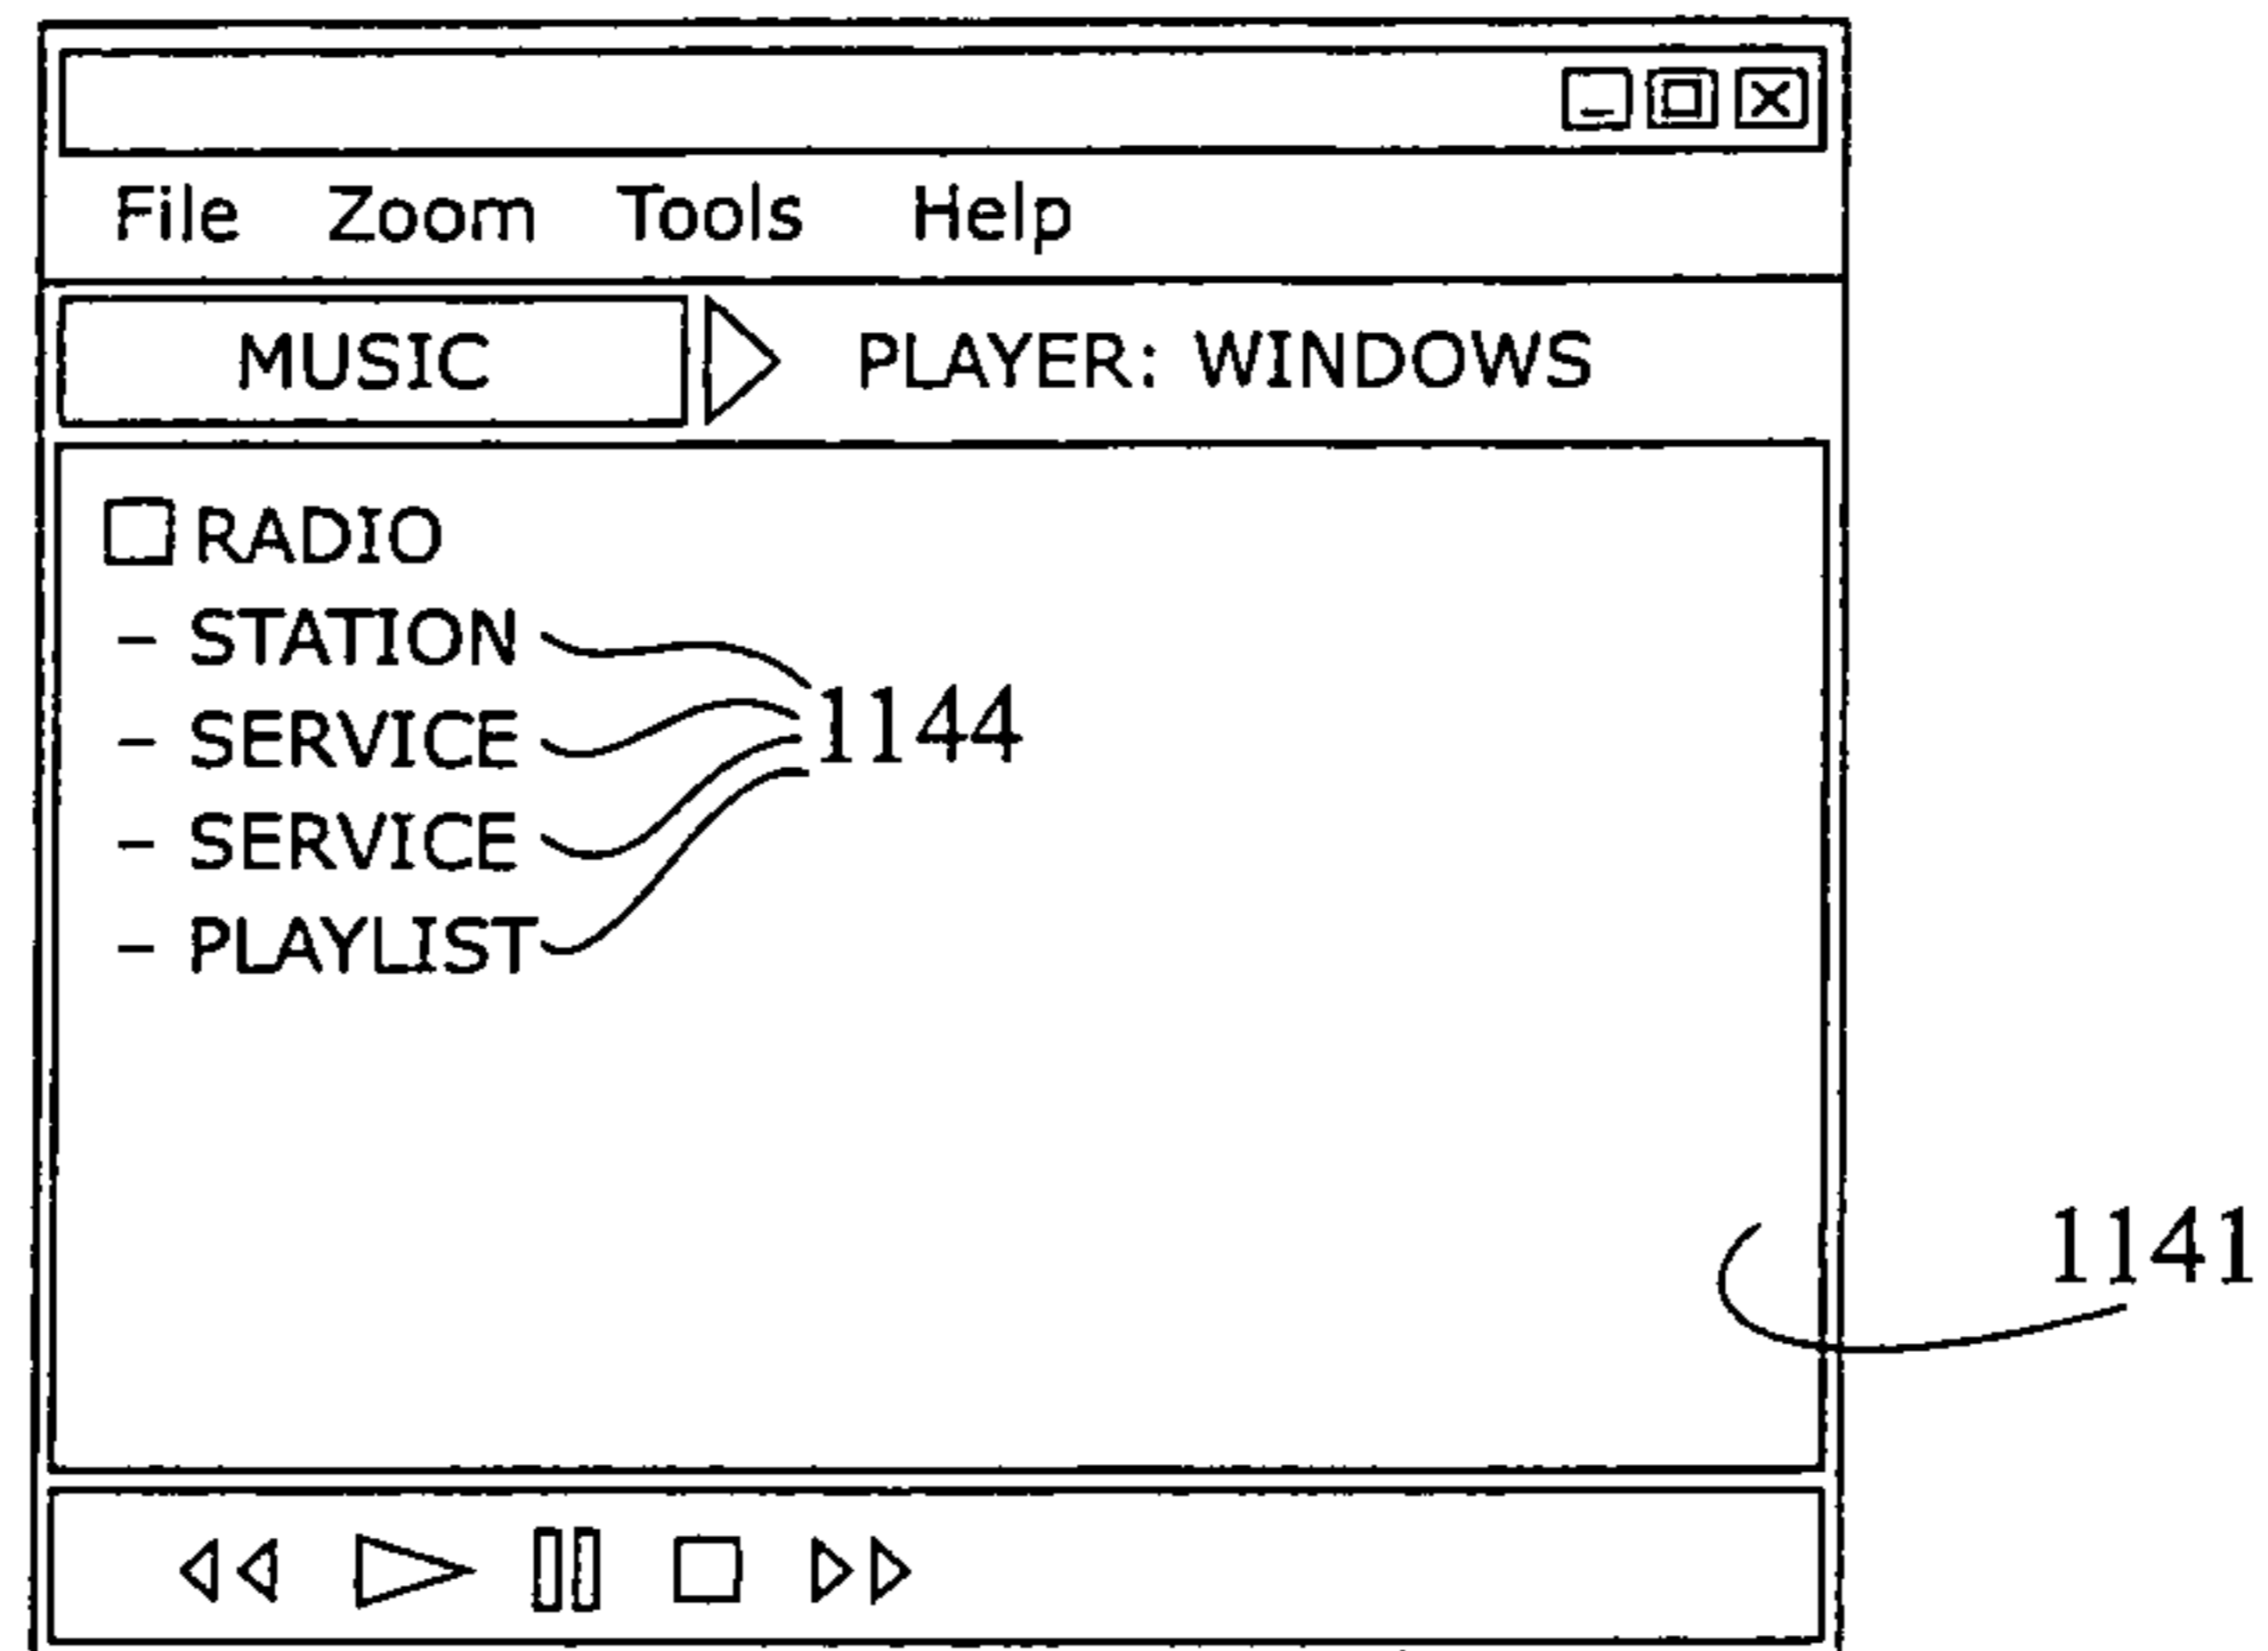 File Zoom Tools Help
MUSIC PLAYER: WINDOWS
RADIO
- STATION
- SERVICE
1144
- SERVICE
- PLAYLIST
1141